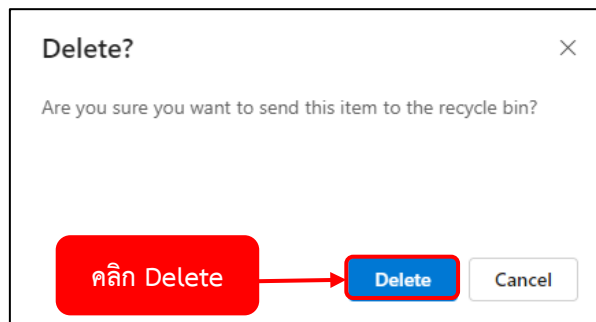 Delete?
Are you sure you want to send this item to the recycle bin?
คลิก Delete
Delete
Cancel